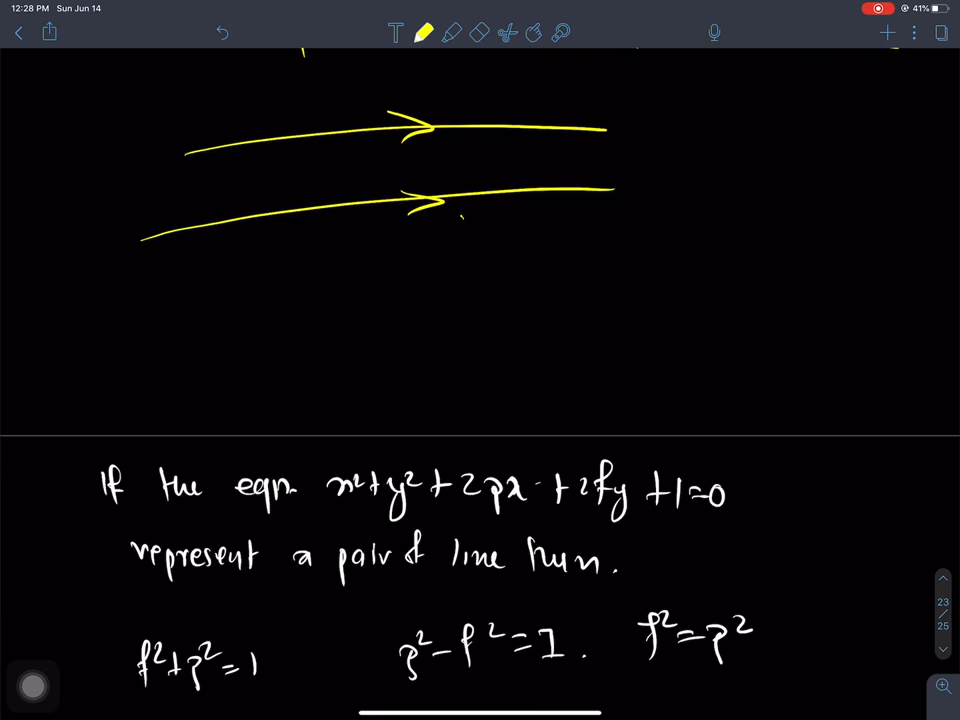 12:28 PM Sun Jun 14
41%
T
If the eqn. x²+y²+2px+2fy+1=0
represent a pair of line then.
f²+p²=1 p²-f²=1. f²=p²
23
/
25